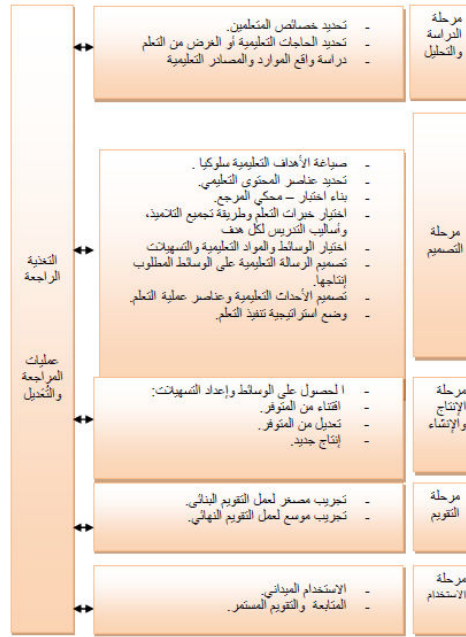 مرحلة
الدراسة
والتحليل
- تحديد خصائص المتعلمين.
- تحديد الحاجات التعليمية أو الغرض من التعلم
- دراسة واقع الموارد والمصادر التعليمية
مرحلة
التصميم
- صياغة الأهداف التعليمية سلوكيا .
- تحديد عناصر المحتوى التعليمي.
- بناء اختبار – محكي المرجع.
- اختيار خبرات التعلم وطريقة تجميع التلاميذ،
وأساليب التدريس لكل هدف
- اختيار الوسائط والمواد التعليمية والتسهيلات
- تصميم الرسالة التعليمية على الوسائط المطلوب
إنتاجها.
- تصميم الأحداث التعليمية وعناصر عملية التعلم.
- وضع استراتيجية تنفيذ التعلم.
مرحلة
الإنتاج
والإنشاء
- ا لحصول على الوسائط وإعداد التسهيلات:
- اقتناء من المتوفر.
- تعديل من المتوفر.
- إنتاج جديد.
مرحلة
التقويم
- تجريب مصغر لعمل التقويم البنائى.
- تجريب موسع لعمل التقويم النهائي.
مرحلة
الاستخدام
- الاستخدام الميداني.
- المتابعة والتقويم المستمر.
التغذية
الراجعة
عمليات
المراجعة
والتعديل